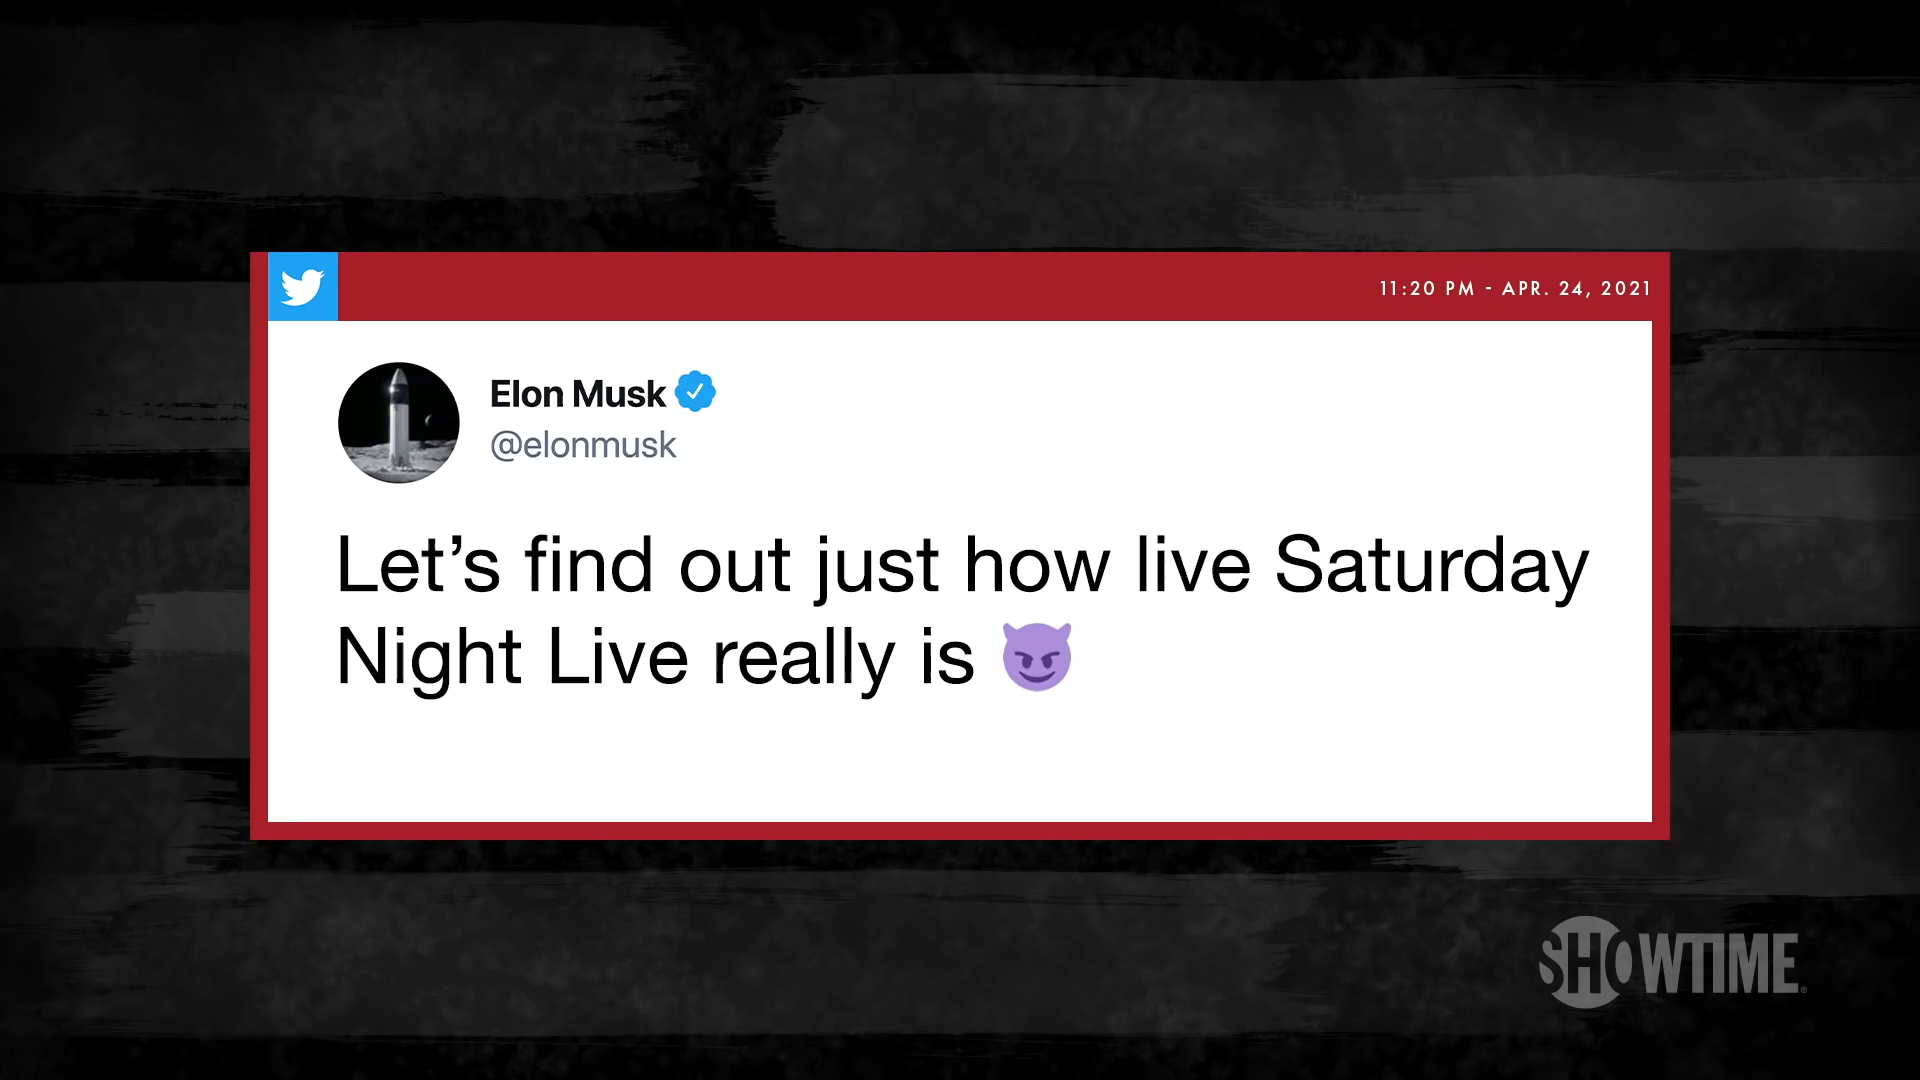 11:20 PM - APR. 24, 2021
Elon Musk
@elonmusk
Let’s find out just how live Saturday
Night Live really is 😈
SHOWTIME